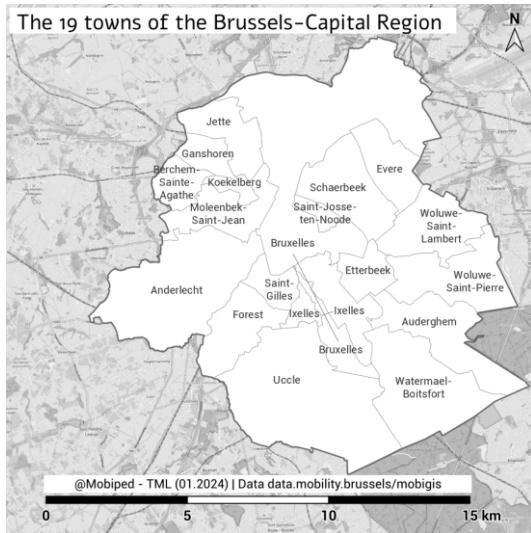 The 19 towns of the Brussels-Capital Region
N
Jette
Ganshoren
Evere
Berchem-
Sainte-
Agathe
Koekelberg
Schaerbeek
Moleenbek-
Saint-Jean
Saint-Josse-
ten-Noode
Woluwe-
Saint-
Lambert
Bruxelles
Etterbeek
Woluwe-
Saint-Pierre
Anderlecht
Saint-
Gilles
Forest
Ixelles
Ixelles
Auderghem
Bruxelles
Uccle
Watermael-
Boitsfort
@Mobiped - TML (01.2024) | Data data.mobility.brussels/mobigis
0 5 10 15 km